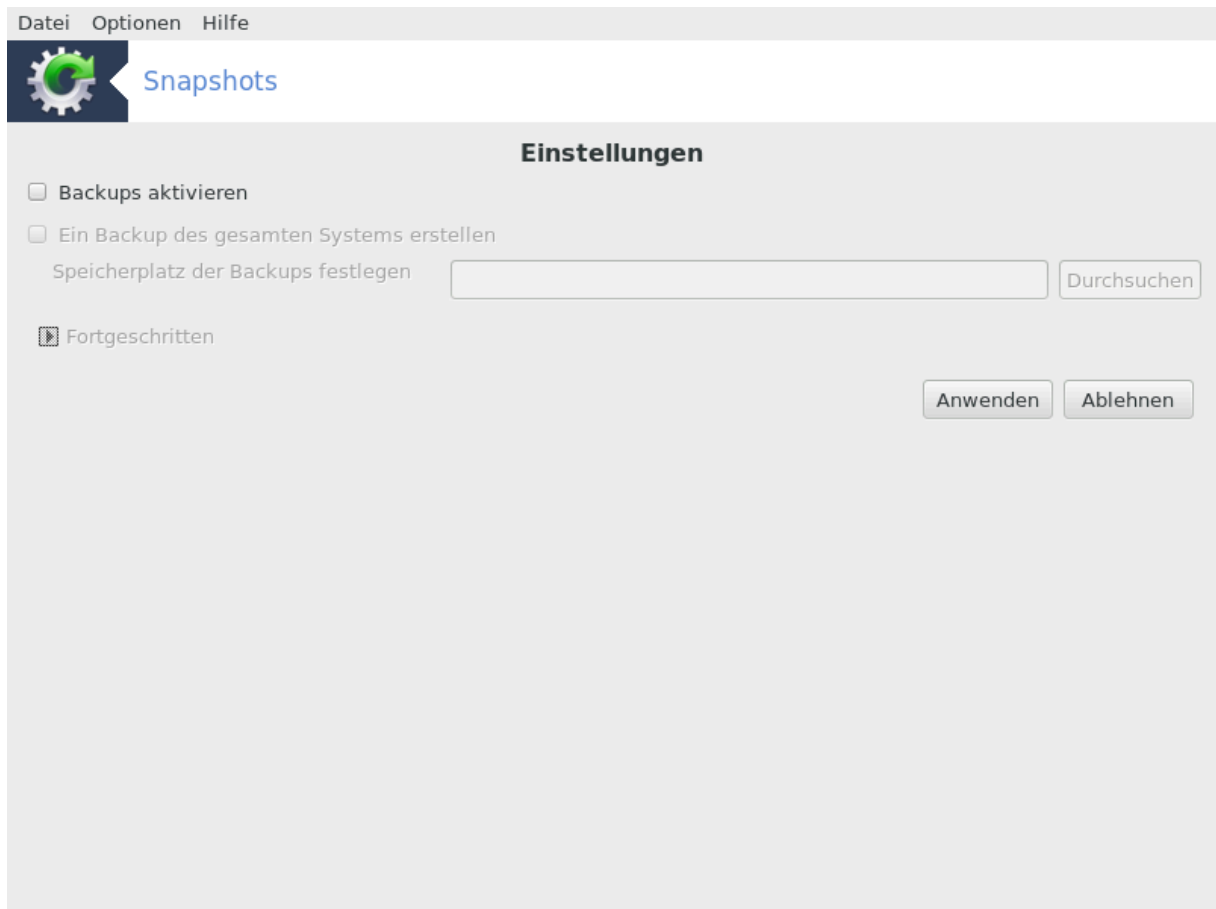 Datei Optionen Hilfe
Snapshots
Einstellungen
Backups aktivieren
Ein Backup des gesamten Systems erstellen
Speicherplatz der Backups festlegen Durchsuchen
Fortgeschritten
Anwenden Ablehnen